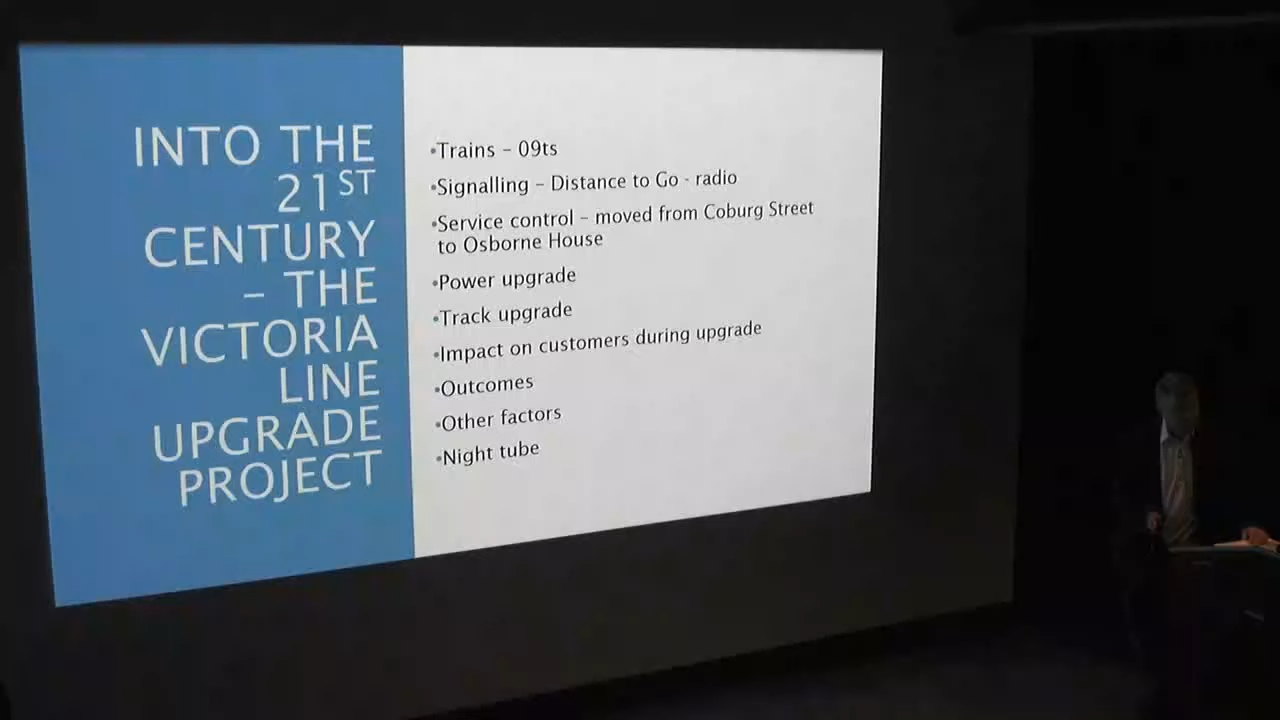 INTO THE
21ST
CENTURY
– THE
VICTORIA
LINE
UPGRADE
PROJECT
•Trains – 09ts
•Signalling – Distance to Go - radio
•Service control – moved from Coburg Street
to Osborne House
•Power upgrade
•Track upgrade
•Impact on customers during upgrade
•Outcomes
•Other factors
•Night tube